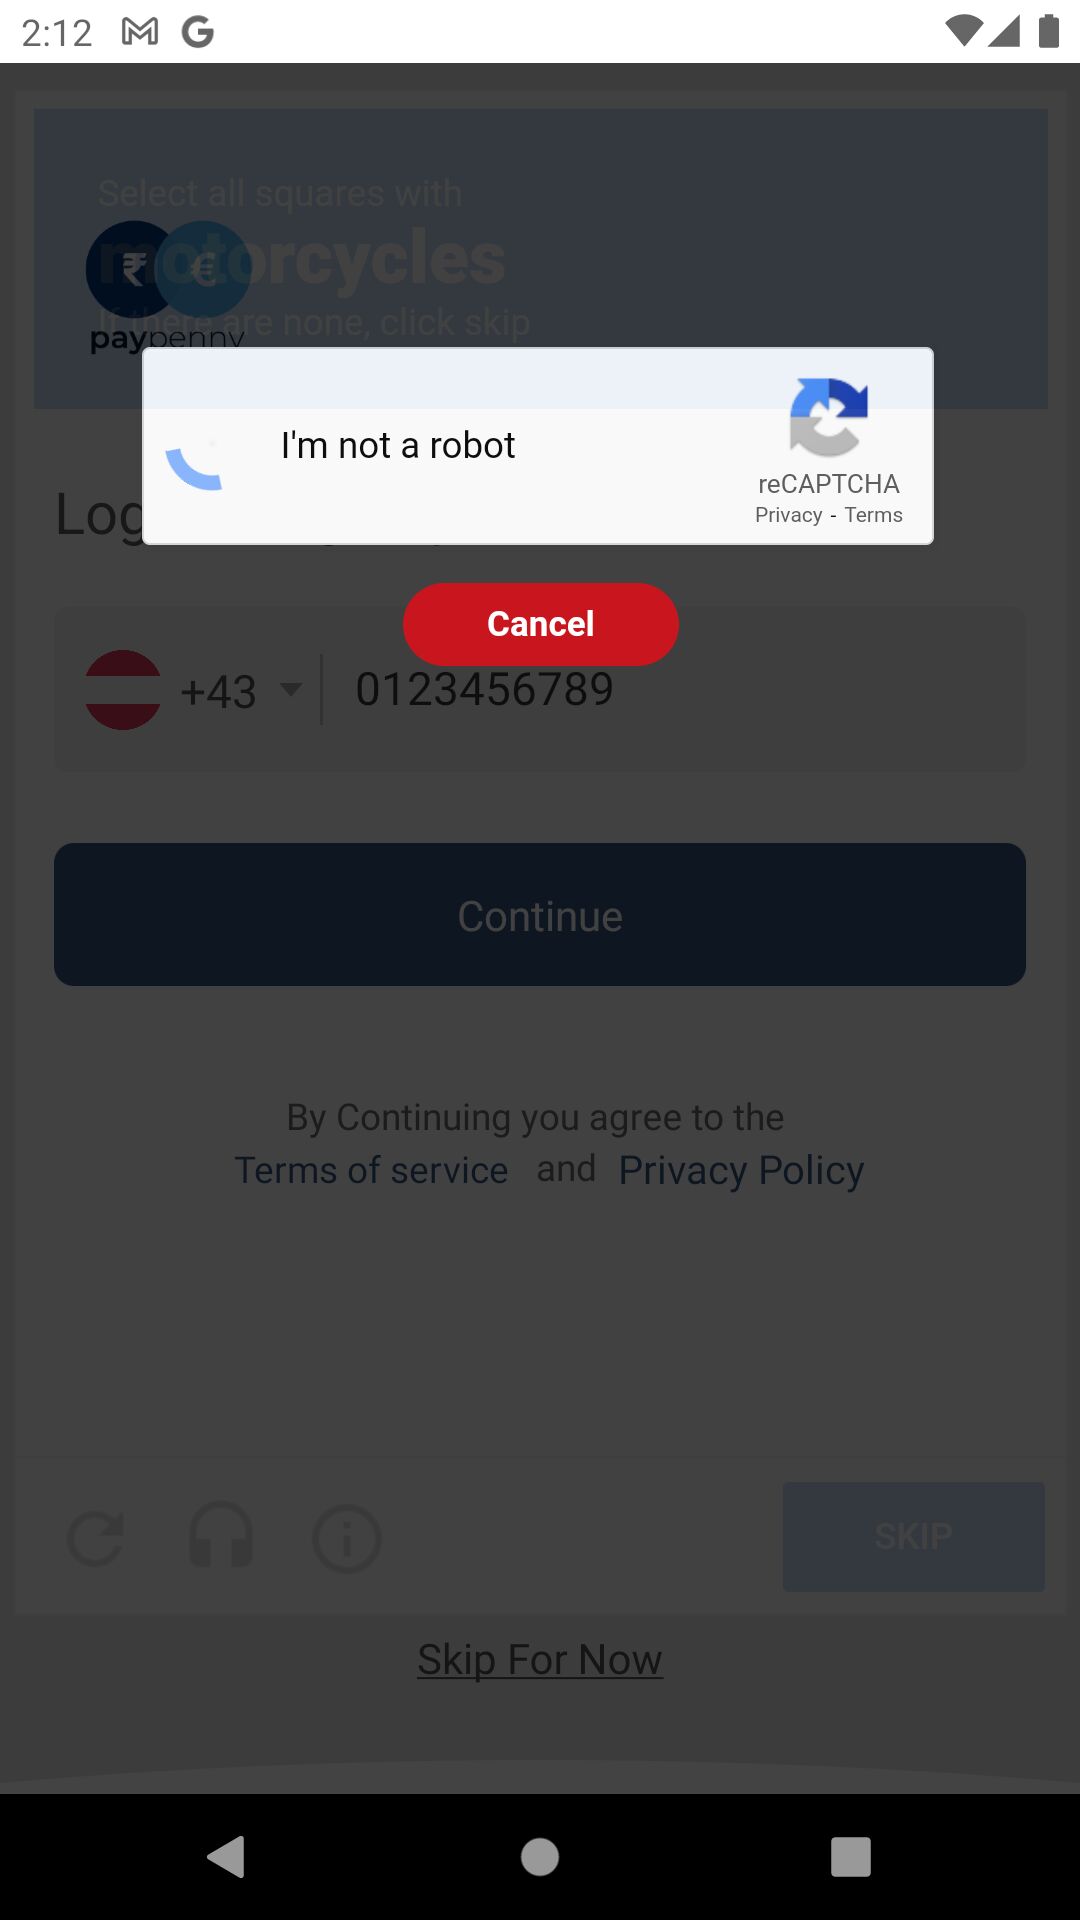 2:12
Select all squares with
motorcycles
If there are none, click skip
₹ €
paypenny
I'm not a robot
reCAPTCHA
Privacy - Terms
Cancel
+43 0123456789
Continue
By Continuing you agree to the
Terms of service and Privacy Policy
SKIP
Skip For Now